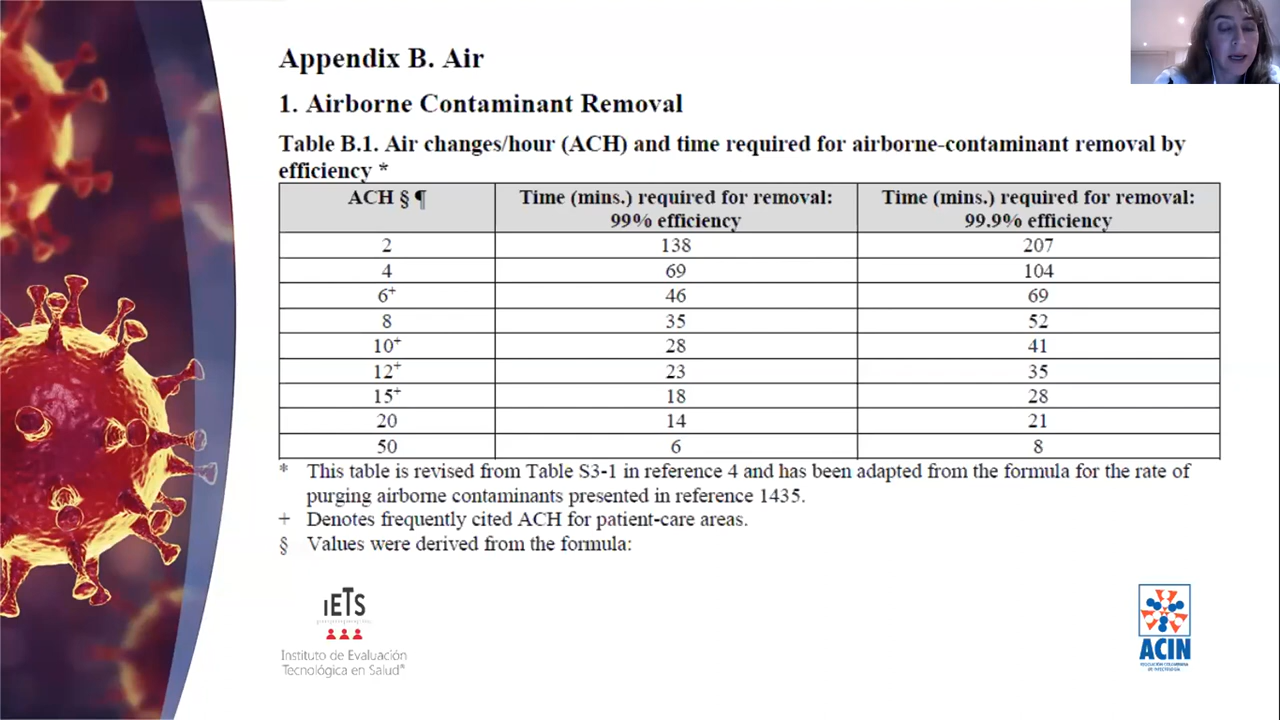 Appendix B. Air
1. Airborne Contaminant Removal
Table B.1. Air changes/hour (ACH) and time required for airborne-contaminant removal by
efficiency *
ACH § ¶ Time (mins.) required for removal: 99% efficiency Time (mins.) required for removal: 99.9% efficiency
2 138 207
4 69 104
6+ 46 69
8 35 52
10+ 28 41
12+ 23 35
15+ 18 28
20 14 21
50 6 8
* This table is revised from Table S3-1 in reference 4 and has been adapted from the formula for the rate of
purging airborne contaminants presented in reference 1435.
+ Denotes frequently cited ACH for patient-care areas.
§ Values were derived from the formula:
IETS
Instituto de Evaluación
Tecnológica en Salud®
ACIN
ASOCIACIÓN COLOMBIANA
DE INFECTOLOGÍA